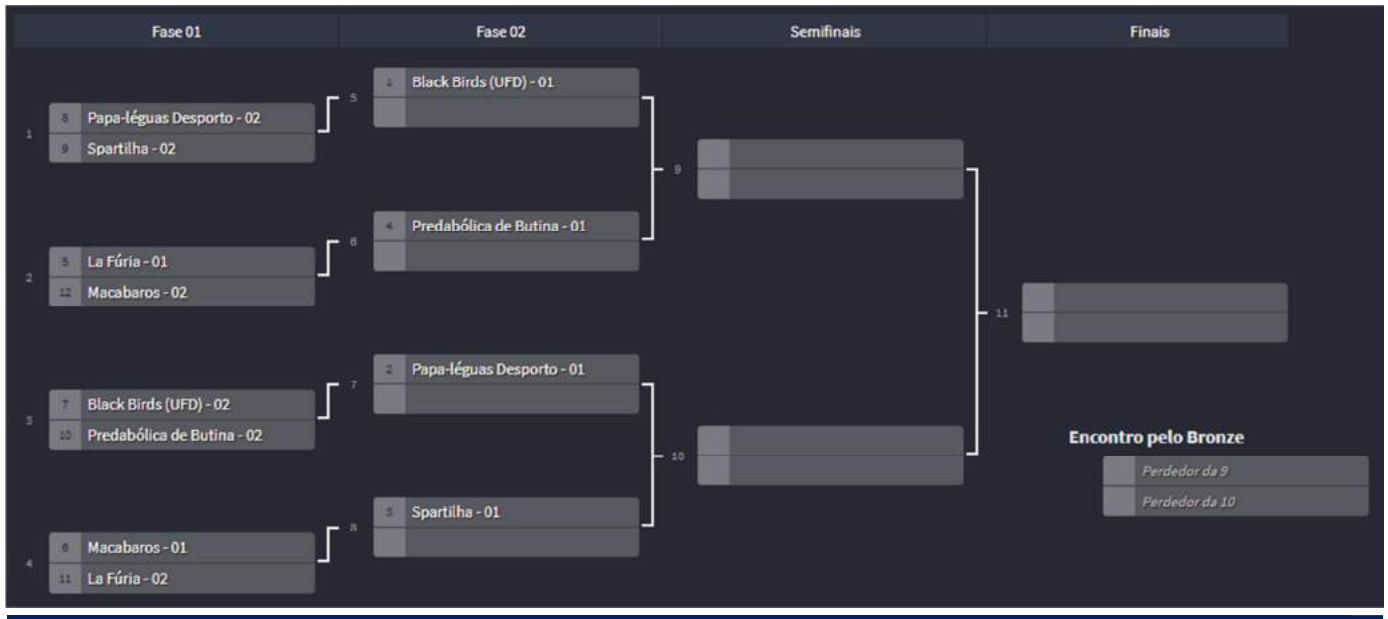 Fase 01
Fase 02
Semifinais
Finais
1
8 Papa-léguas Desporto - 02
9 Spartilha - 02
2
5 La Fúria - 01
12 Macabaros - 02
3
7 Black Birds (UFD) - 02
10 Predabólica de Butina - 02
4
6 Macabaros - 01
11 La Fúria - 02
5
1 Black Birds (UFD) - 01
6
4 Predabólica de Butina - 01
7
2 Papa-léguas Desporto - 01
8
3 Spartilha - 01
9
10
11
Encontro pelo Bronze
Perdedor da 9
Perdedor da 10